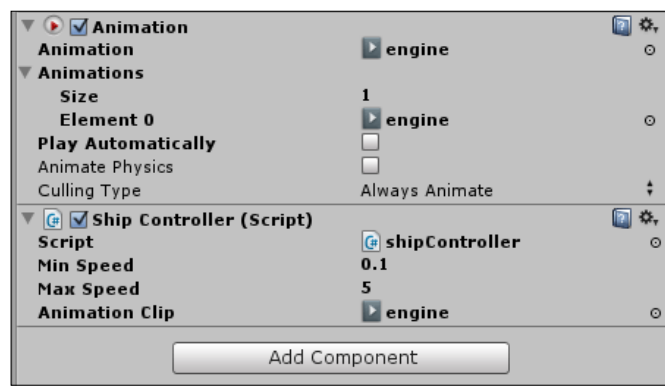 Animation
Animation engine
Animations
Size 1
Element 0 engine
Play Automatically
Animate Physics
Culling Type Always Animate
Ship Controller (Script)
Script shipController
Min Speed 0.1
Max Speed 5
Animation Clip engine
Add Component